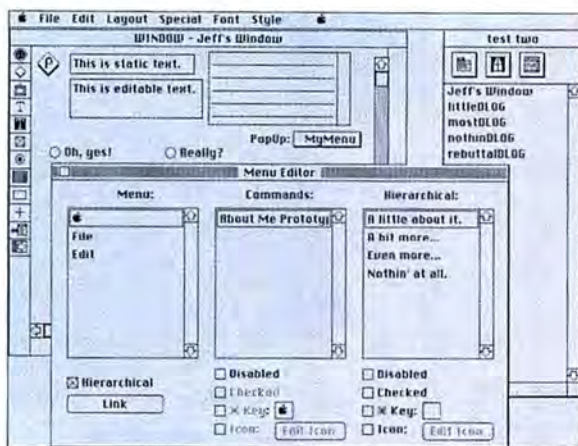 File Edit Layout Special Font Style
WINDOW - Jeff's Window
test two
This is static text.
This is editable text.
PopUp: MyMenu
Oh, yes!
Really?
Jeff's Window
littleDLOG
mostDLOG
nothinDLOG
rebuttalDLOG
Menu Editor
Menu:
File
Edit
Hierarchical
Link
Commands:
About Me Prototyp
Disabled
Checked
⌘ Key:
Icon: Edit Icon
Hierarchical:
A little about it.
A bit more...
Even more...
Nothin' at all.
Disabled
Checked
⌘ Key:
Icon: Edit Icon